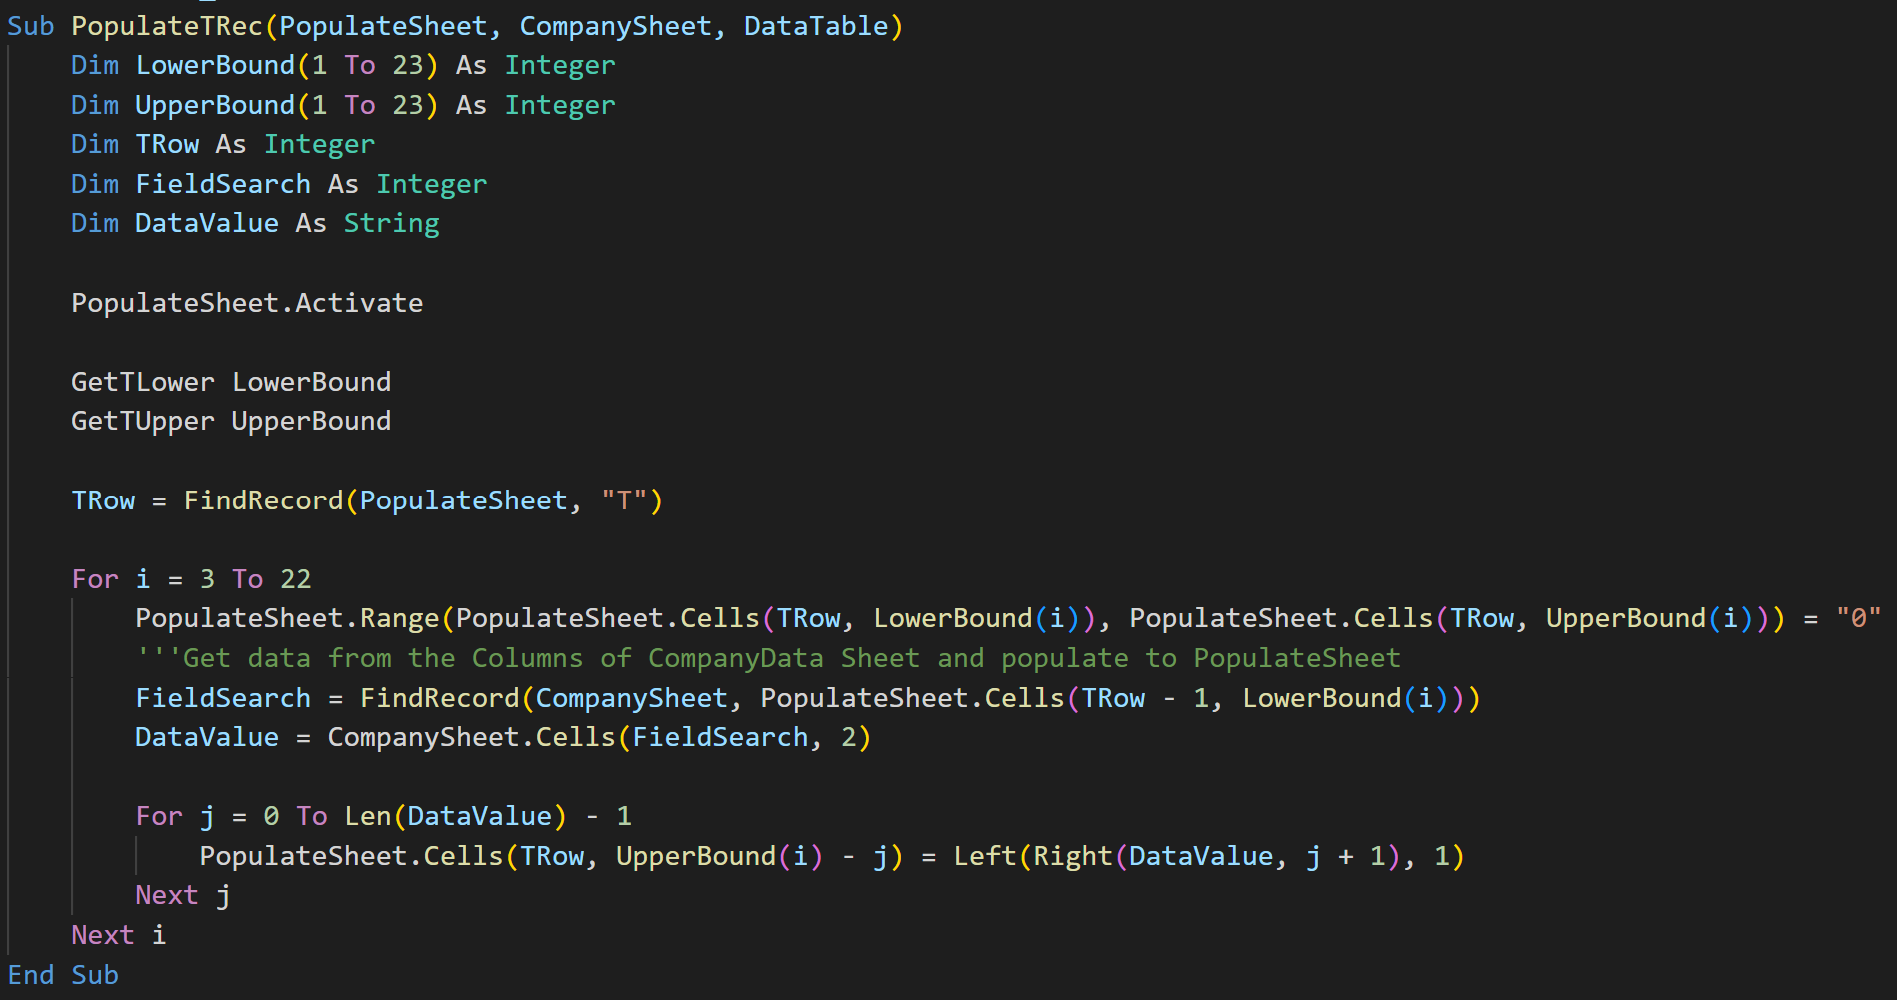 Sub PopulateTRec(PopulateSheet, CompanySheet, DataTable)
    Dim LowerBound(1 To 23) As Integer
    Dim UpperBound(1 To 23) As Integer
    Dim TRow As Integer
    Dim FieldSearch As Integer
    Dim DataValue As String

    PopulateSheet.Activate

    GetTLower LowerBound
    GetTUpper UpperBound

    TRow = FindRecord(PopulateSheet, "T")

    For i = 3 To 22
        PopulateSheet.Range(PopulateSheet.Cells(TRow, LowerBound(i)), PopulateSheet.Cells(TRow, UpperBound(i))) = "0"
        '''Get data from the Columns of CompanyData Sheet and populate to PopulateSheet
        FieldSearch = FindRecord(CompanySheet, PopulateSheet.Cells(TRow - 1, LowerBound(i)))
        DataValue = CompanySheet.Cells(FieldSearch, 2)

        For j = 0 To Len(DataValue) - 1
            PopulateSheet.Cells(TRow, UpperBound(i) - j) = Left(Right(DataValue, j + 1), 1)
        Next j
    Next i
End Sub